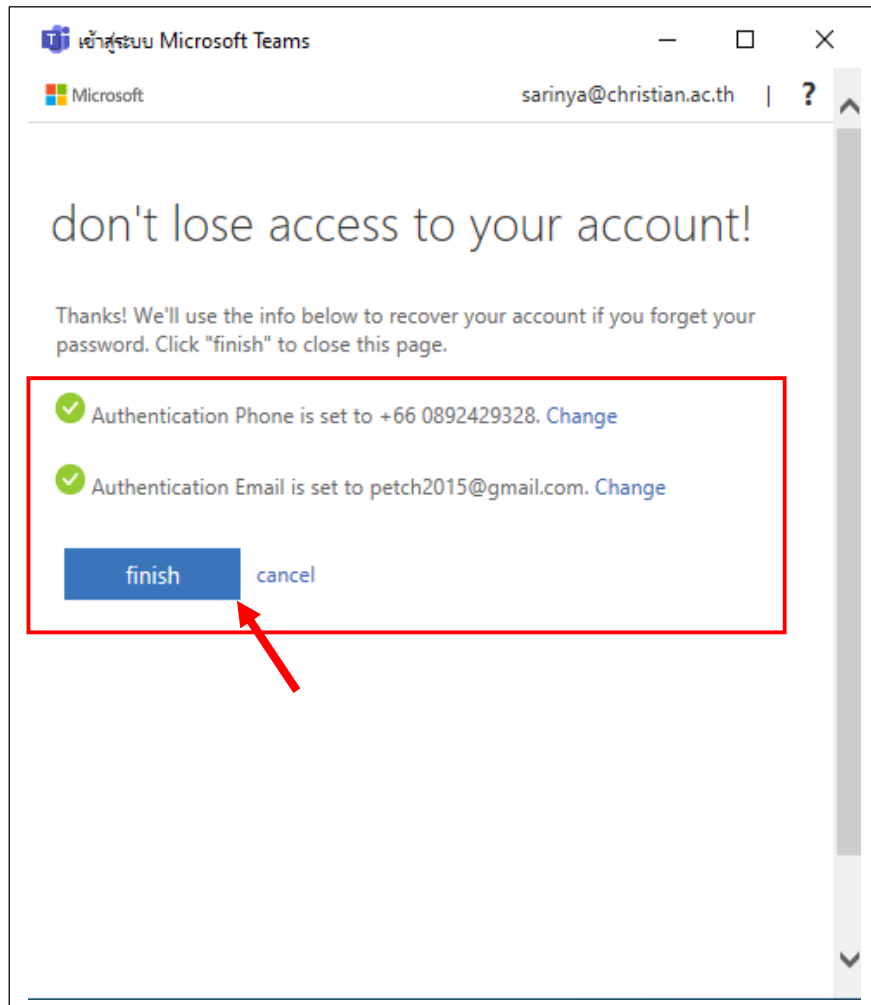 เข้าสู่ระบบ Microsoft Teams
Microsoft
sarinya@christian.ac.th | ?
don't lose access to your account!
Thanks! We'll use the info below to recover your account if you forget your
password. Click "finish" to close this page.
Authentication Phone is set to +66 0892429328. Change
Authentication Email is set to petch2015@gmail.com. Change
finish cancel